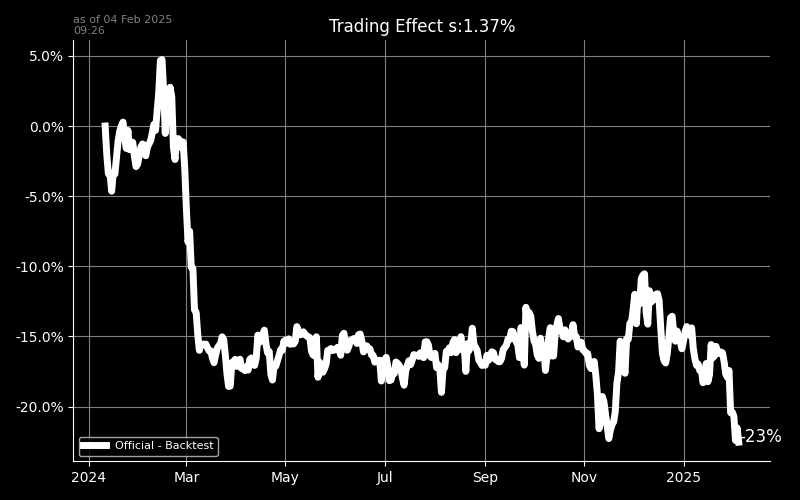 as of 04 Feb 2025
09:26
Trading Effect s:1.37%
5.0%
0.0%
-5.0%
-10.0%
-15.0%
-20.0%
-23%
Official - Backtest
2024
Mar
May
Jul
Sep
Nov
2025